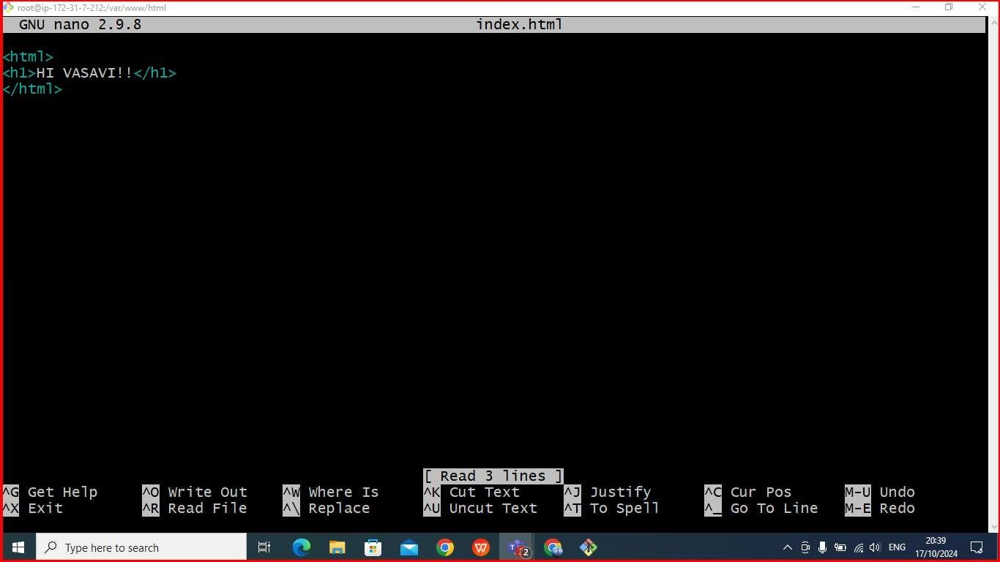 root@ip-172-31-7-212:/var/www/html
GNU nano 2.9.8 index.html
<html>
<h1>HI VASAVI!!</h1>
</html>
[ Read 3 lines ]
^G Get Help ^O Write Out ^W Where Is ^K Cut Text ^J Justify ^C Cur Pos M-U Undo
^X Exit ^R Read File ^\ Replace ^U Uncut Text ^T To Spell ^_ Go To Line M-E Redo
Type here to search 2 ENG 20:39
17/10/2024